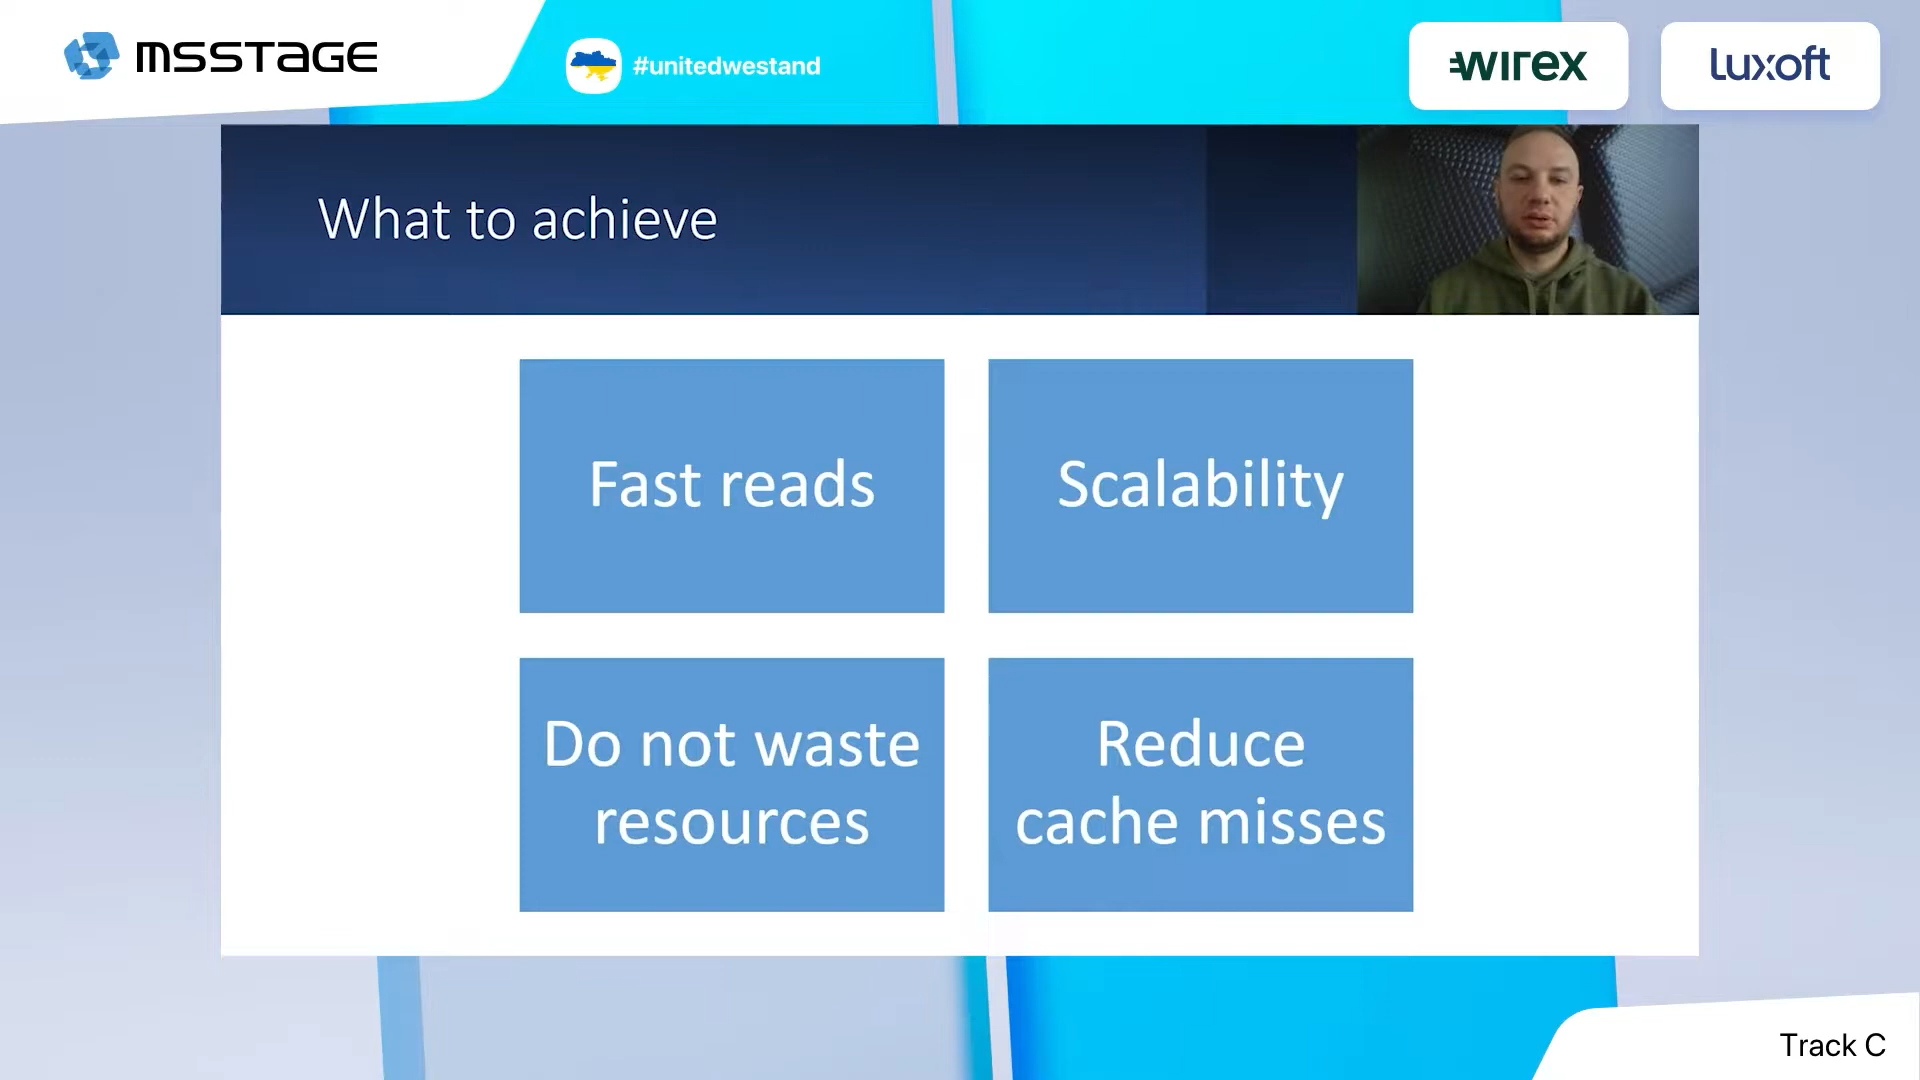 msstage
#unitedwestand
wirex
luxoft
What to achieve
Fast reads
Scalability
Do not waste
resources
Reduce
cache misses
Track C